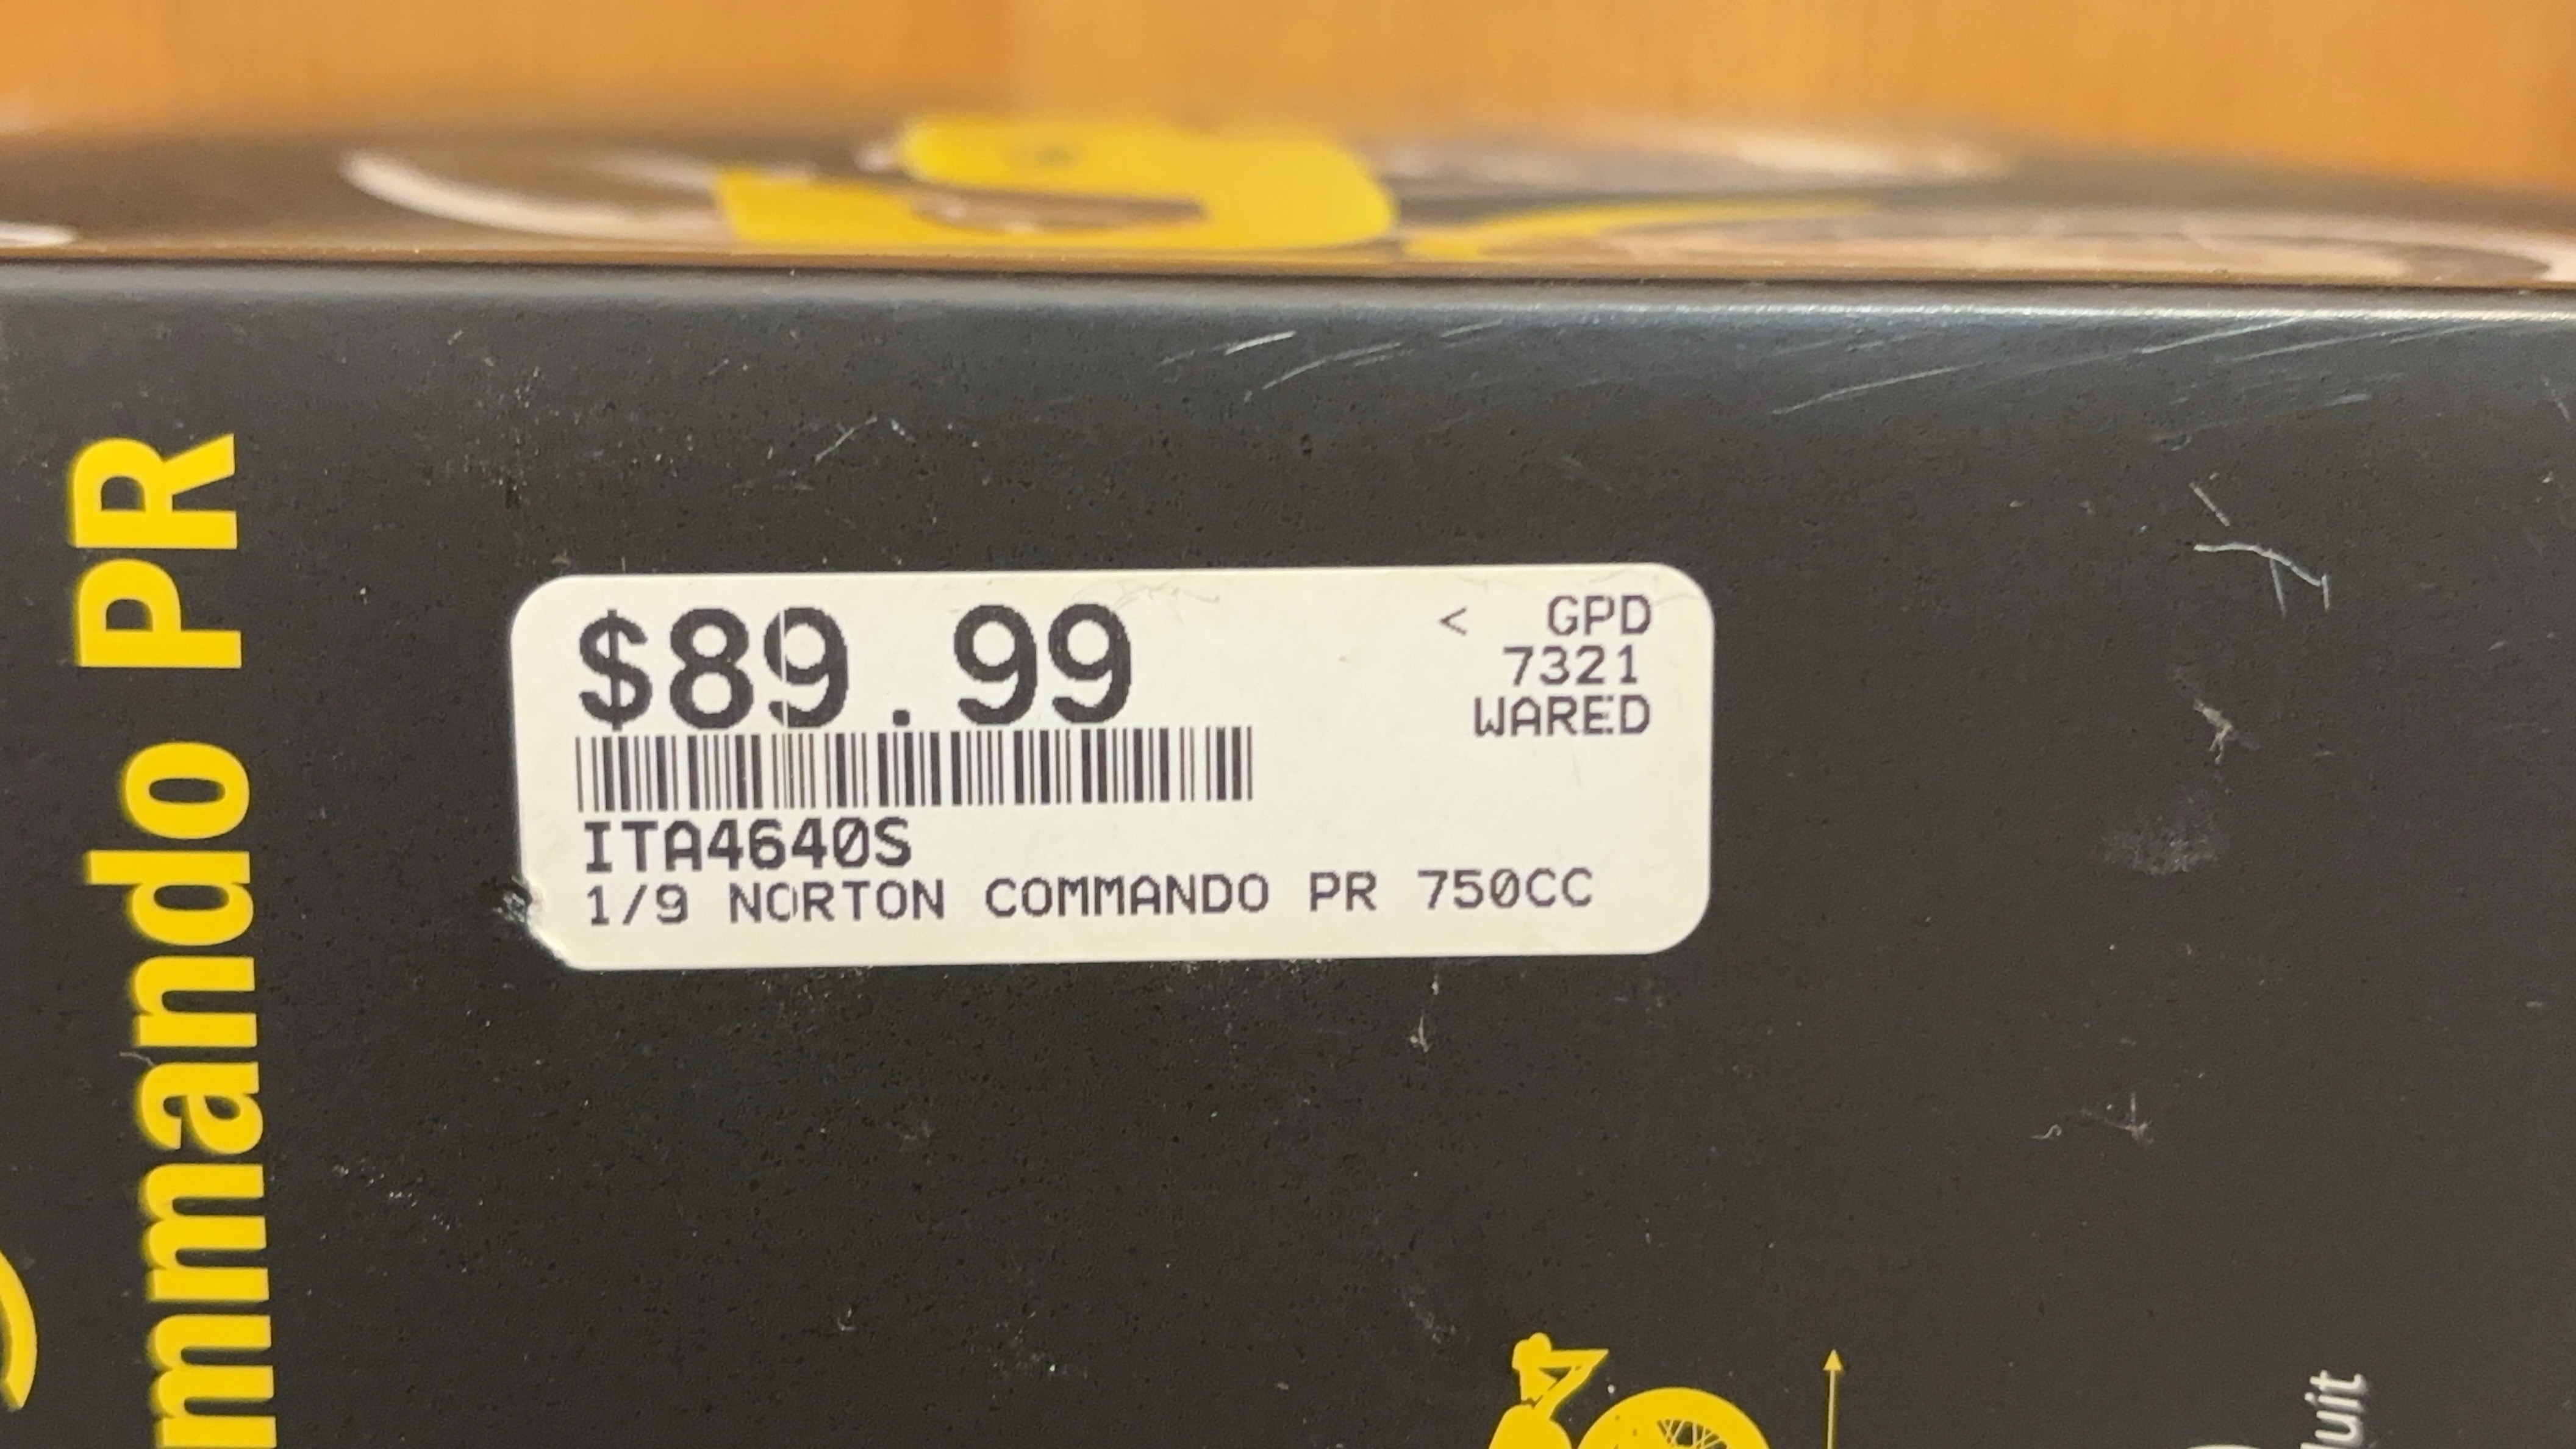 $89.99
< GPD
7321
WARED
ITA4640S
1/9 NORTON COMMANDO PR 750CC
mmando PR
uit